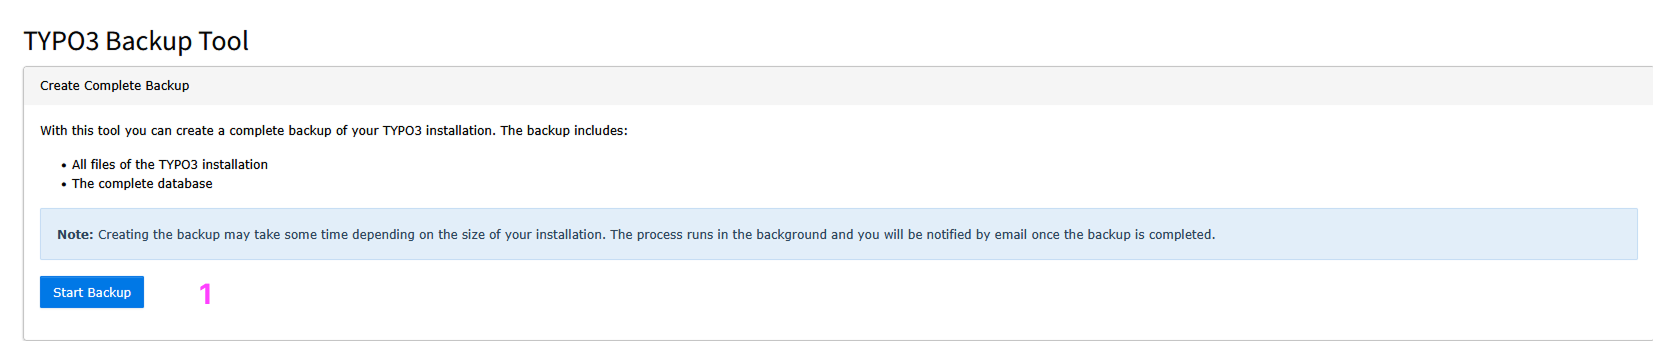 TYPO3 Backup Tool
Create Complete Backup
With this tool you can create a complete backup of your TYPO3 installation. The backup includes:
• All files of the TYPO3 installation
• The complete database
Note: Creating the backup may take some time depending on the size of your installation. The process runs in the background and you will be notified by email once the backup is completed.
Start Backup 1